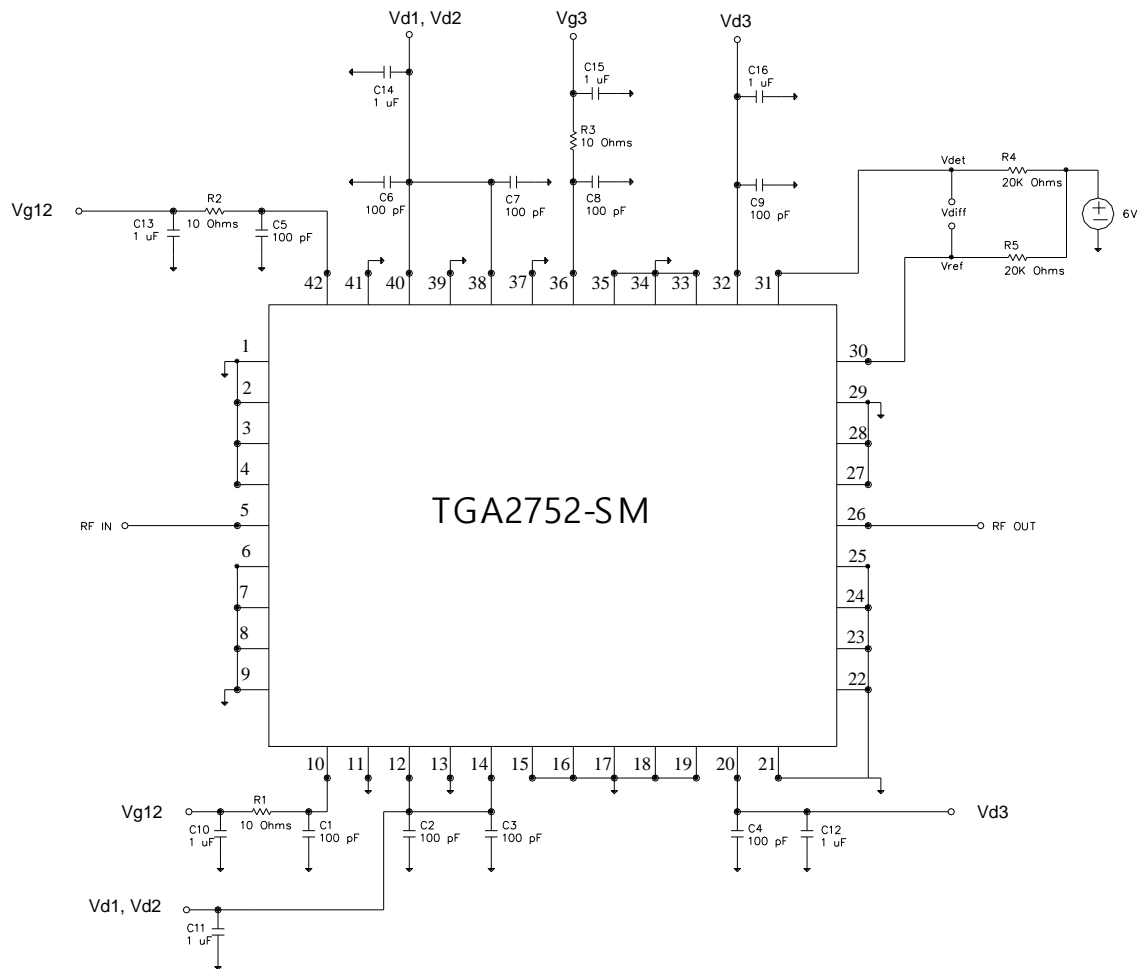 Vd1, Vd2
Vg3
Vd3
C14
1 uF
C15
1 uF
C16
1 uF
R3
10 Ohms
C6
100 pF
C7
100 pF
C8
100 pF
C9
100 pF
Vg12
C13
1 uF
R2
10 Ohms
C5
100 pF
Vdet
R4
20K Ohms
Vdiff
Vref
R5
20K Ohms
6V
42
41
40
39
38
37
36
35
34
33
32
31
1
2
3
4
RF IN
5
6
7
8
9
TGA2752-SM
30
29
28
27
26
RF OUT
25
24
23
22
10
11
12
13
14
15
16
17
18
19
20
21
Vg12
C10
1 uF
R1
10 Ohms
C1
100 pF
C2
100 pF
C3
100 pF
C4
100 pF
C12
1 uF
Vd3
Vd1, Vd2
C11
1 uF